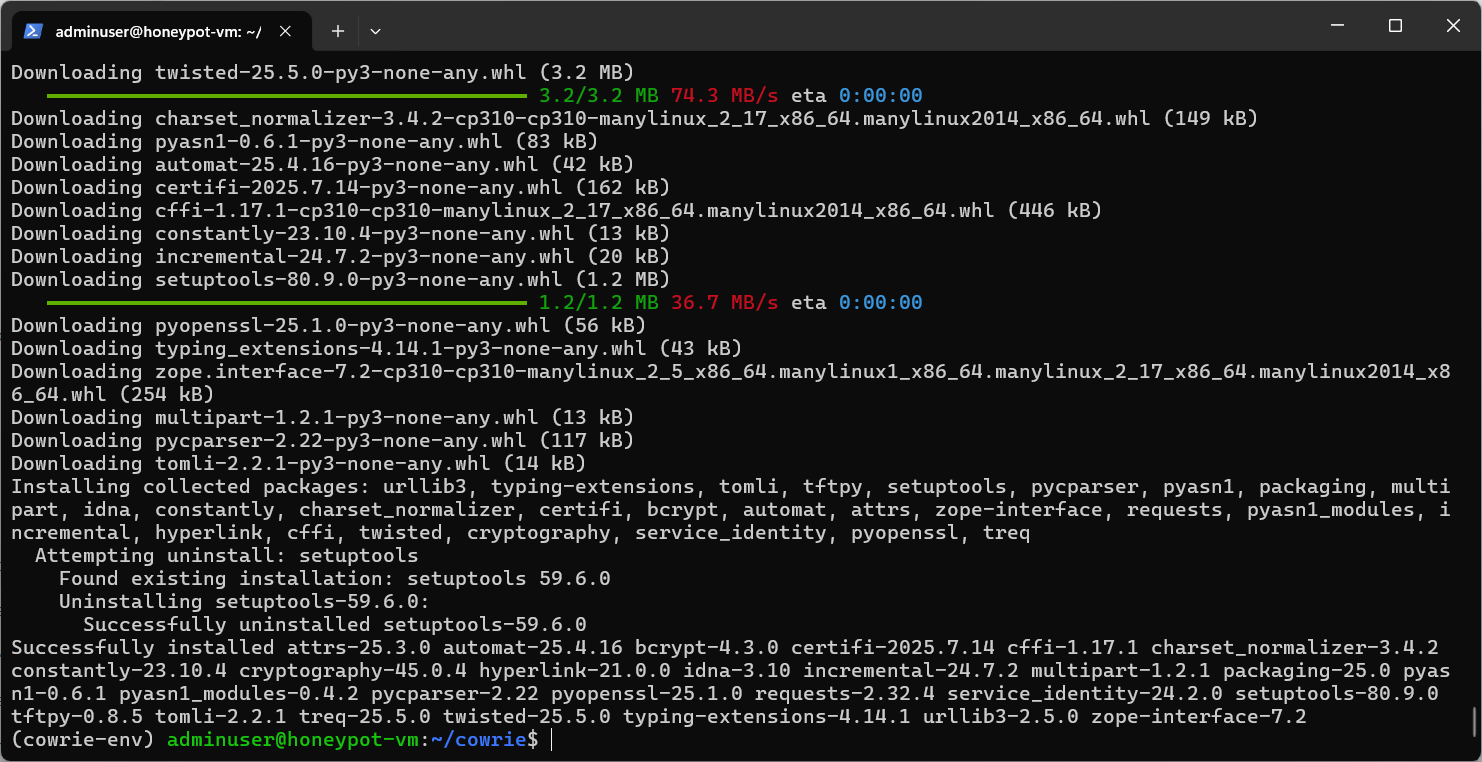 adminuser@honeypot-vm: ~/
Downloading twisted-25.5.0-py3-none-any.whl (3.2 MB)
3.2/3.2 MB 74.3 MB/s eta 0:00:00
Downloading charset_normalizer-3.4.2-cp310-cp310-manylinux_2_17_x86_64.manylinux2014_x86_64.whl (149 kB)
Downloading pyasn1-0.6.1-py3-none-any.whl (83 kB)
Downloading automat-25.4.16-py3-none-any.whl (42 kB)
Downloading certifi-2025.7.14-py3-none-any.whl (162 kB)
Downloading cffi-1.17.1-cp310-cp310-manylinux_2_17_x86_64.manylinux2014_x86_64.whl (446 kB)
Downloading constantly-23.10.4-py3-none-any.whl (13 kB)
Downloading incremental-24.7.2-py3-none-any.whl (20 kB)
Downloading setuptools-80.9.0-py3-none-any.whl (1.2 MB)
1.2/1.2 MB 36.7 MB/s eta 0:00:00
Downloading pyopenssl-25.1.0-py3-none-any.whl (56 kB)
Downloading typing_extensions-4.14.1-py3-none-any.whl (43 kB)
Downloading zope.interface-7.2-cp310-cp310-manylinux_2_5_x86_64.manylinux1_x86_64.manylinux_2_17_x86_64.manylinux2014_x8
6_64.whl (254 kB)
Downloading multipart-1.2.1-py3-none-any.whl (13 kB)
Downloading pycparser-2.22-py3-none-any.whl (117 kB)
Downloading tomli-2.2.1-py3-none-any.whl (14 kB)
Installing collected packages: urllib3, typing-extensions, tomli, tftpy, setuptools, pycparser, pyasn1, packaging, multi
part, idna, constantly, charset_normalizer, certifi, bcrypt, automat, attrs, zope-interface, requests, pyasn1_modules, i
ncremental, hyperlink, cffi, twisted, cryptography, service_identity, pyopenssl, treq
Attempting uninstall: setuptools
Found existing installation: setuptools 59.6.0
Uninstalling setuptools-59.6.0:
Successfully uninstalled setuptools-59.6.0
Successfully installed attrs-25.3.0 automat-25.4.16 bcrypt-4.3.0 certifi-2025.7.14 cffi-1.17.1 charset_normalizer-3.4.2
constantly-23.10.4 cryptography-45.0.4 hyperlink-21.0.0 idna-3.10 incremental-24.7.2 multipart-1.2.1 packaging-25.0 pyas
n1-0.6.1 pyasn1_modules-0.4.2 pycparser-2.22 pyopenssl-25.1.0 requests-2.32.4 service_identity-24.2.0 setuptools-80.9.0
tftpy-0.8.5 tomli-2.2.1 treq-25.5.0 twisted-25.5.0 typing-extensions-4.14.1 urllib3-2.5.0 zope-interface-7.2
(cowrie-env) adminuser@honeypot-vm:~/cowrie$